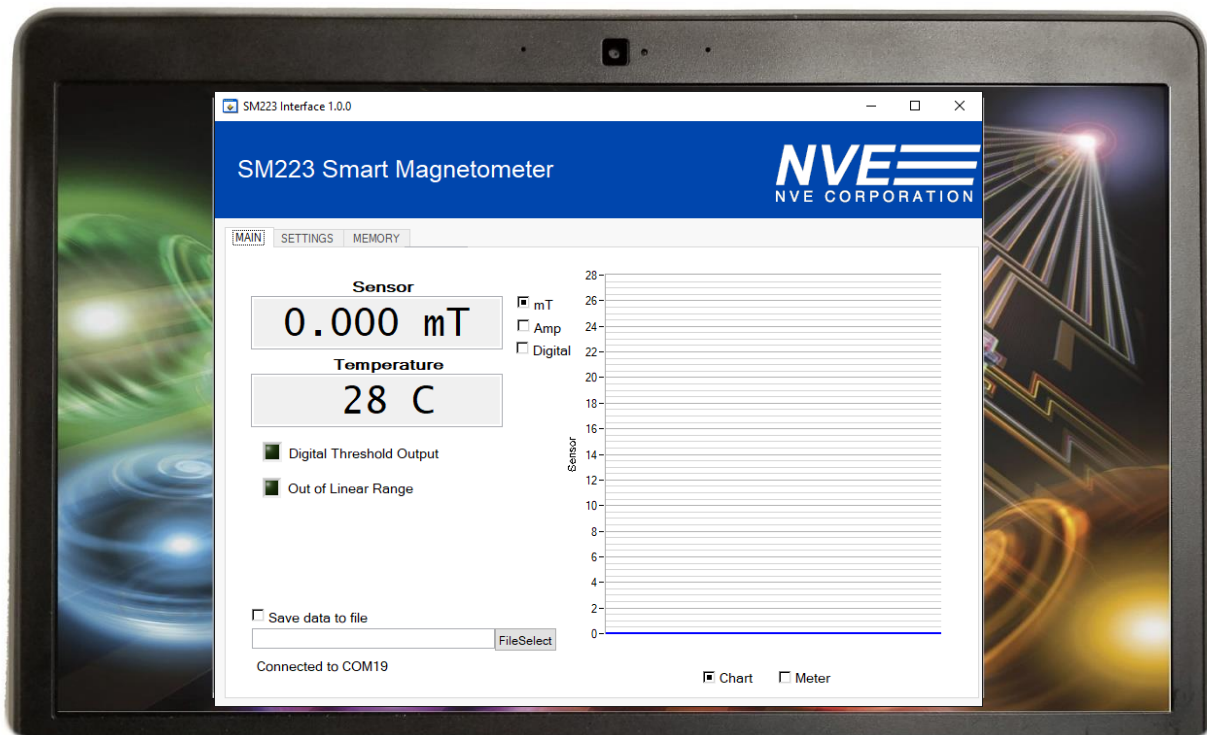 SM223 Interface 1.0.0
SM223 Smart Magnetometer
NVE
NVE CORPORATION
MAIN SETTINGS MEMORY
Sensor
0.000 mT
mT
Amp
Digital
Temperature
28 C
Digital Threshold Output
Out of Linear Range
Save data to file
FileSelect
Connected to COM19
28
26
24
22
20
18
16
14
12
10
8
6
4
2
0
Sensor
Chart Meter